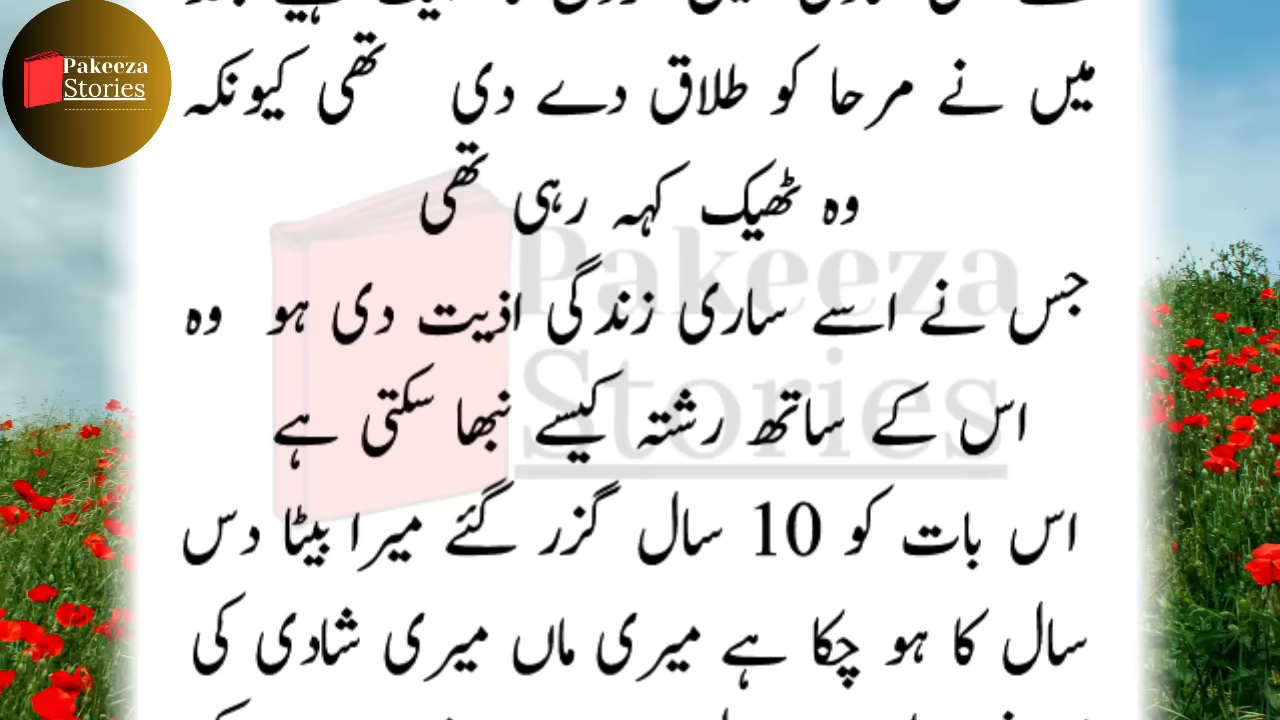 Pakeeza
Stories
میں نے مرحا کو طلاق دے دی تھی کیونکہ
وہ ٹھیک کہہ رہی تھی
جس نے اسے ساری زندگی اذیت دی ہو وہ
اس کے ساتھ رشتہ کیسے نبھا سکتی ہے
اس بات کو 10 سال گزر گئے میرا بیٹا دس
سال کا ہو چکا ہے میری ماں میری شادی کی
Pakeeza
Stories